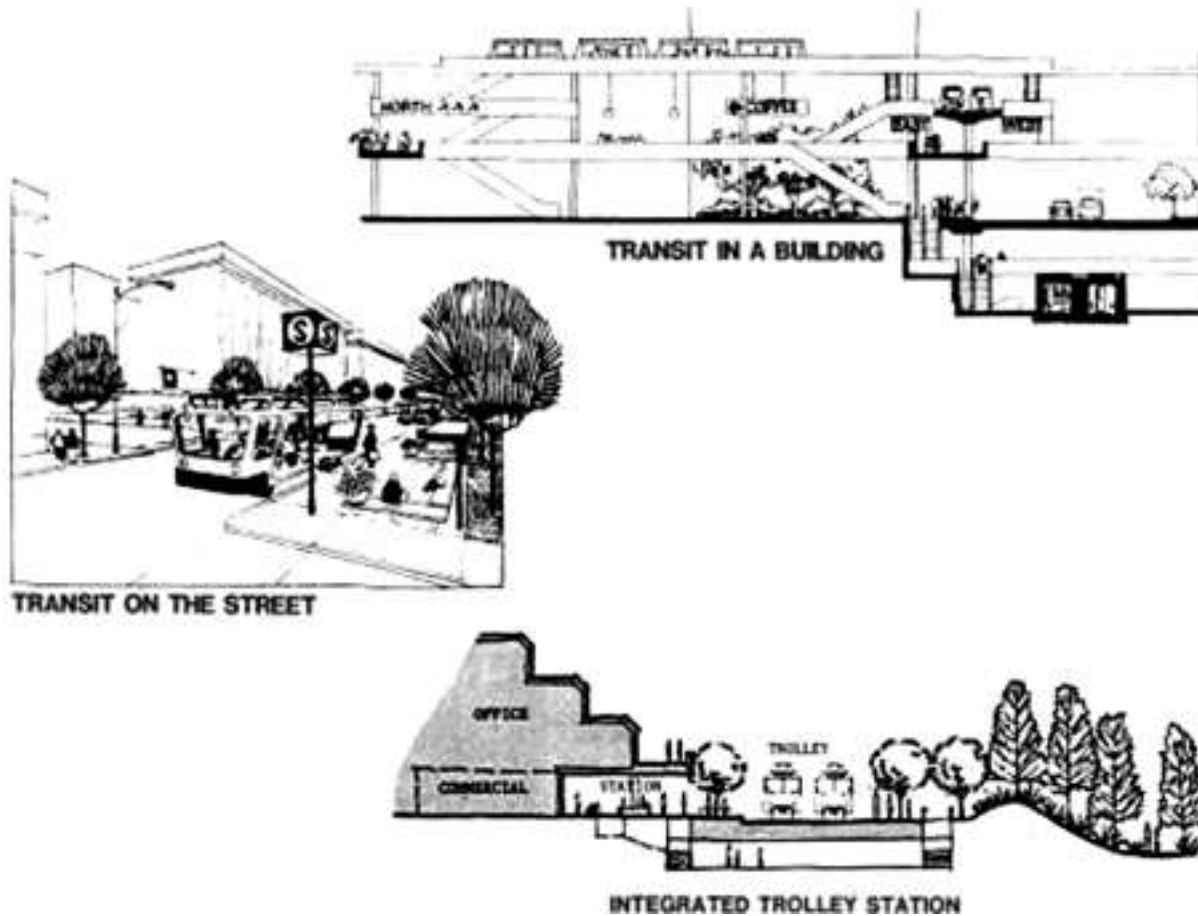 NORTH
COFFEE
EAST
WEST
TRANSIT IN A BUILDING
S S
TRANSIT ON THE STREET
OFFICE
TROLLEY
COMMERCIAL
STATION
INTEGRATED TROLLEY STATION